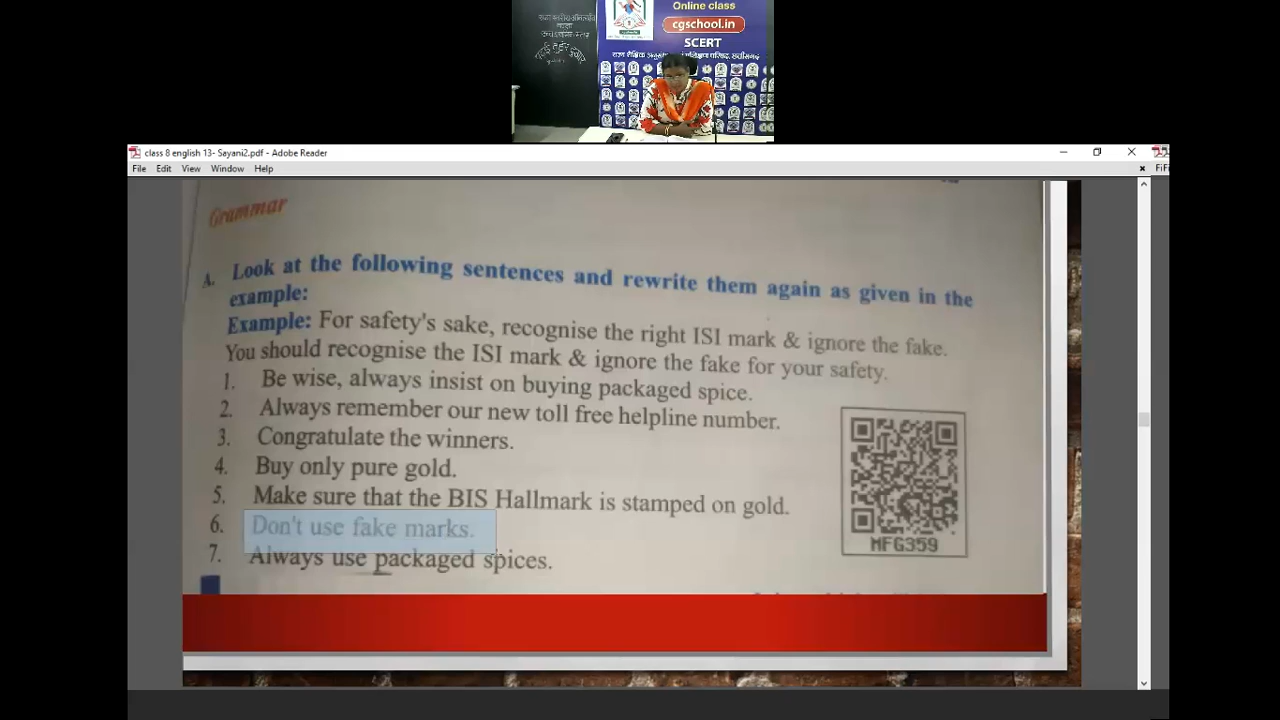 Online class
cgschool.in
SCERT
class 8 english 13- Sayani2.pdf - Adobe Reader
File Edit View Window Help
Grammar
A. Look at the following sentences and rewrite them again as given in the
example:
Example: For safety's sake, recognise the right ISI mark & ignore the fake.
You should recognise the ISI mark & ignore the fake for your safety.
1. Be wise, always insist on buying packaged spice.
2. Always remember our new toll free helpline number.
3. Congratulate the winners.
4. Buy only pure gold.
5. Make sure that the BIS Hallmark is stamped on gold.
6. Don't use fake marks.
7. Always use packaged spices.
MFG359